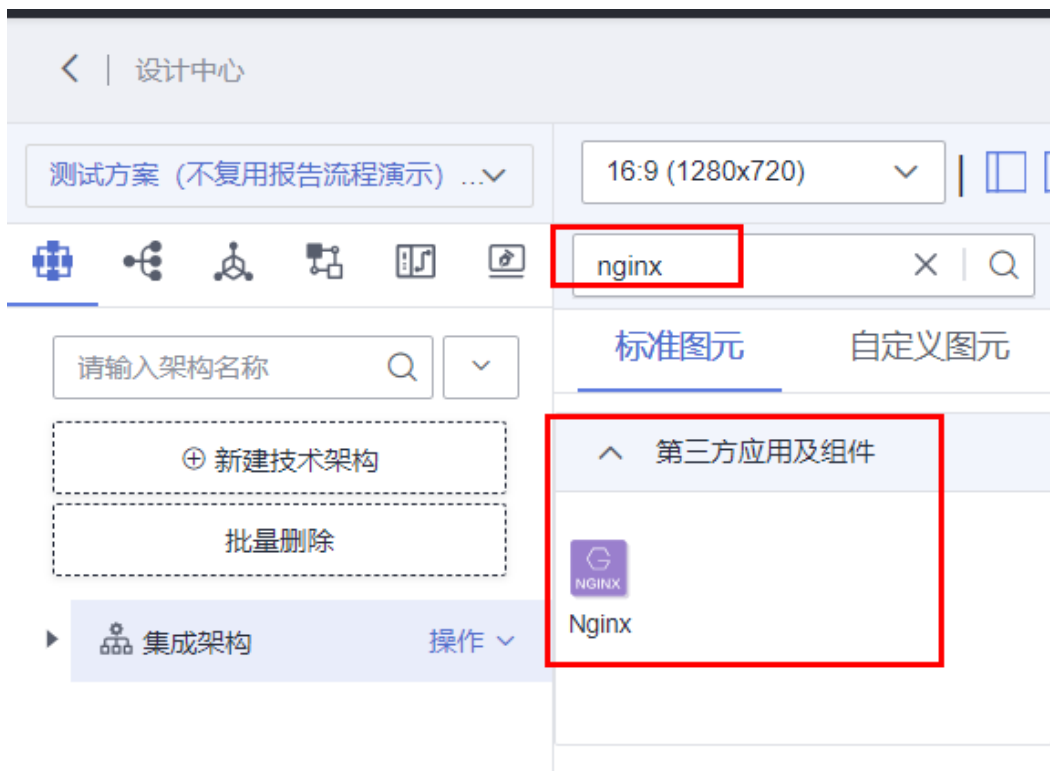 设计中心
测试方案（不复用报告流程演示）...
16:9 (1280x720)
nginx
标准图元
自定义图元
请输入架构名称
新建技术架构
批量删除
集成架构
操作
第三方应用及组件
NGINX
Nginx